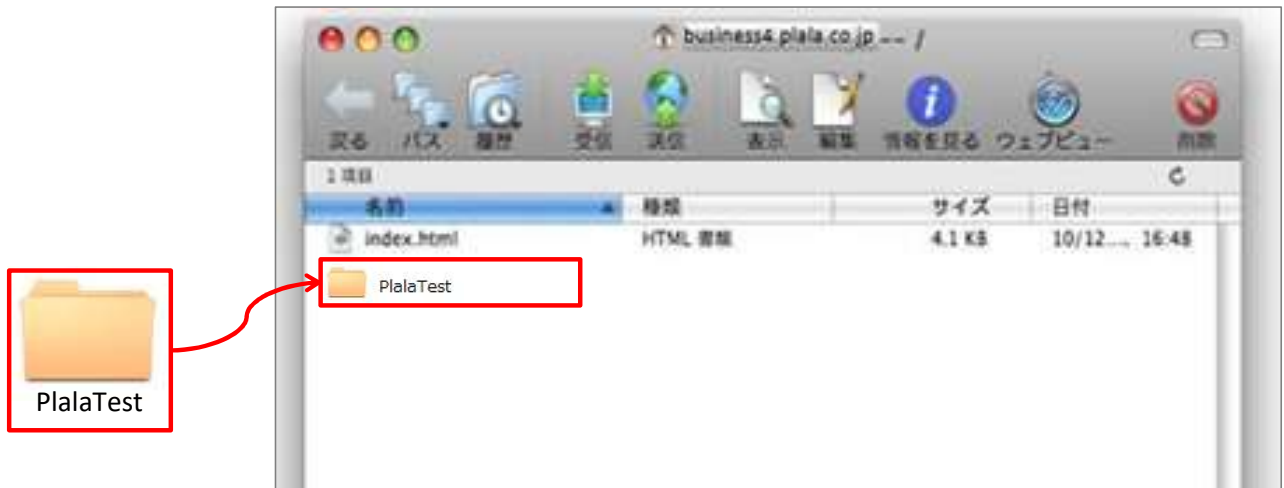 business4.plala.co.jp -- /
戻る パス 履歴 受信 送信 表示 編集 情報を見る ウェブビュー 削除
1 項目
名前 種類 サイズ 日付
index.html HTML 書類 4.1 KB 10/12..., 16:48
PlalaTest
PlalaTest